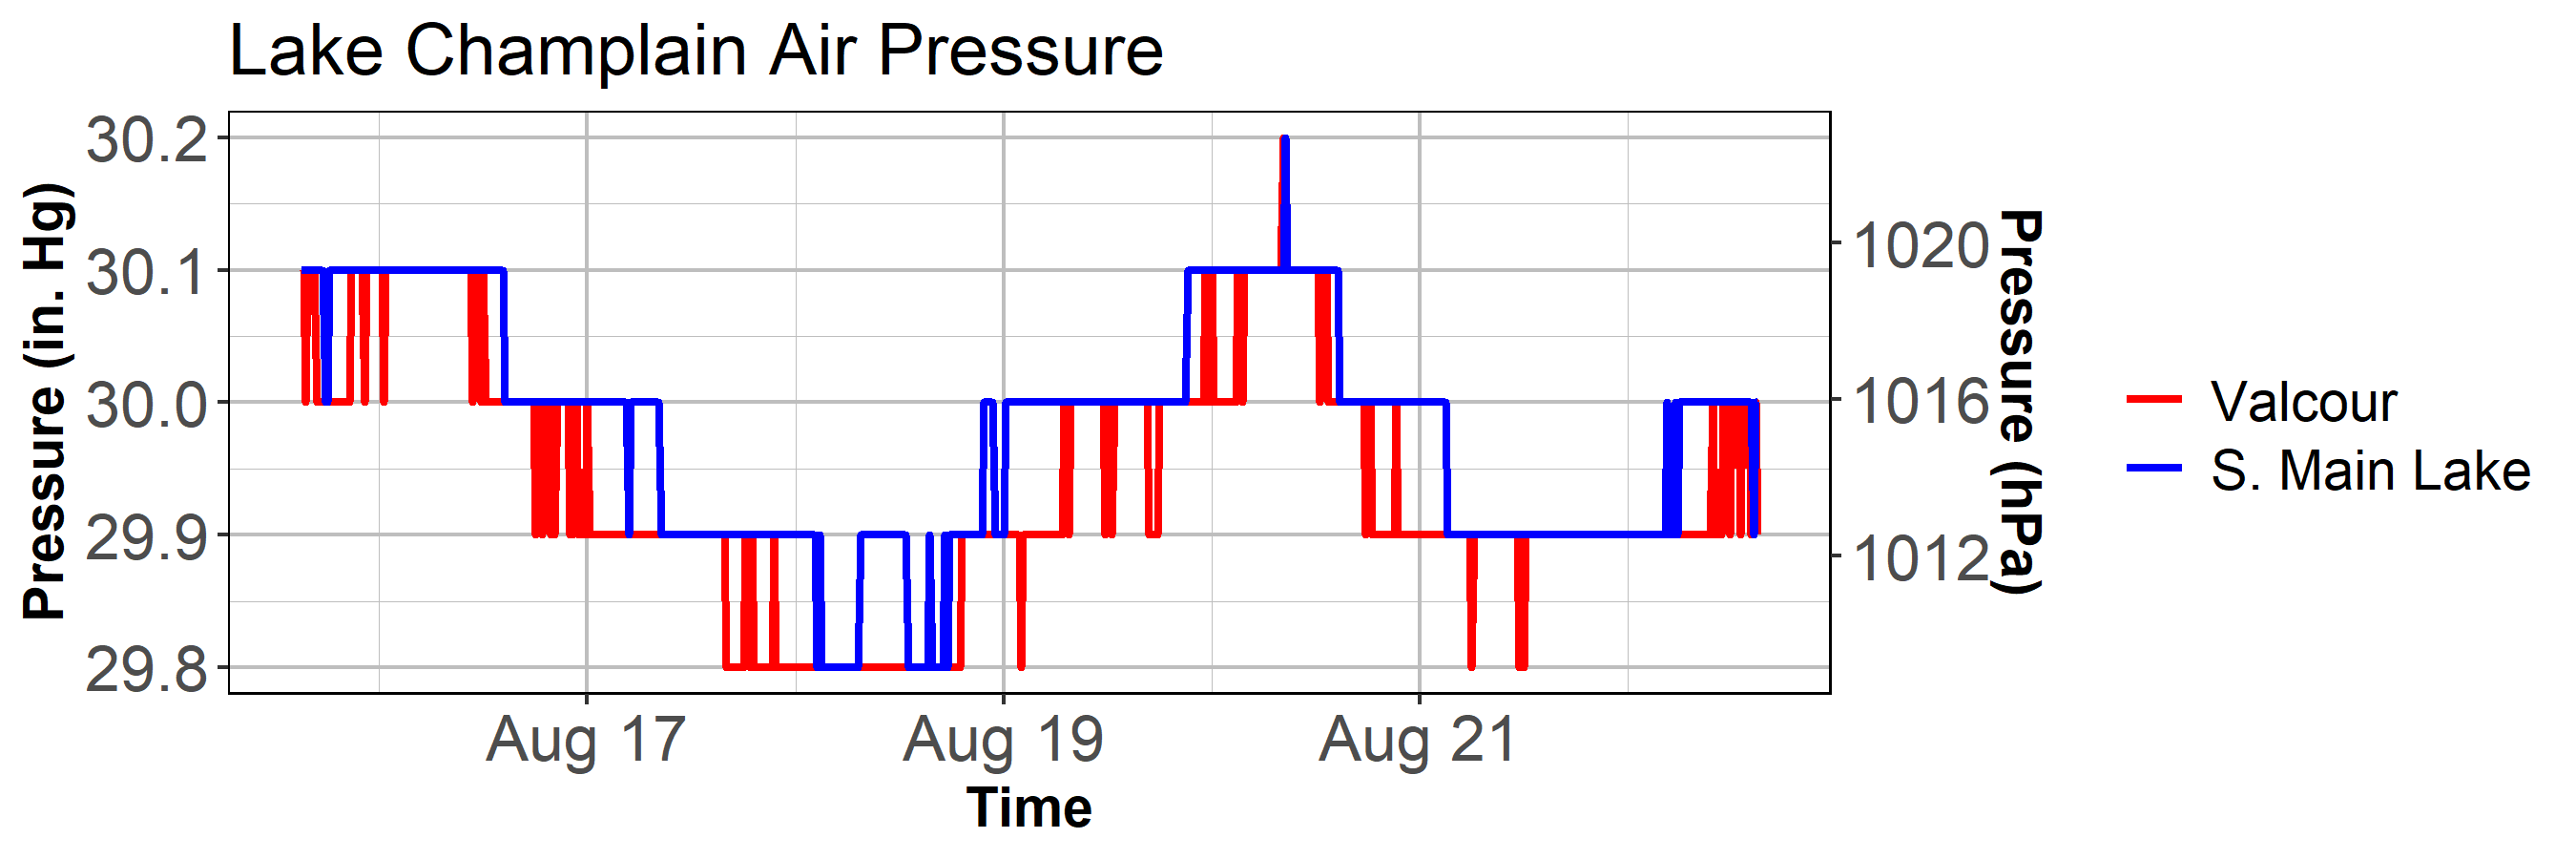 Lake Champlain Air Pressure
Pressure (in. Hg)
30.2
30.1
30.0
29.9
29.8
Aug 17
Aug 19
Aug 21
Time
1020
1016
1012
Pressure (hPa)
Valcour
S. Main Lake